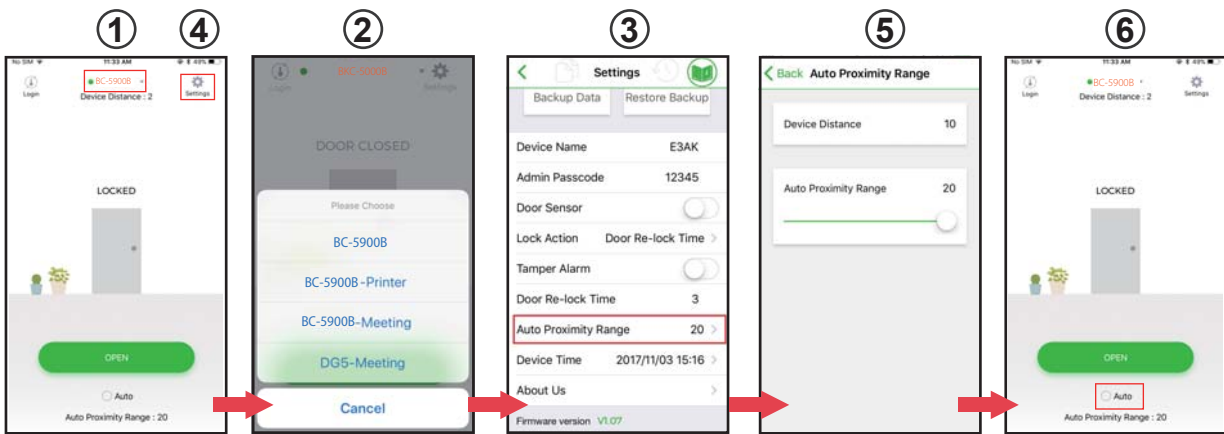 1
4
No SIM 11:33 AM 49%
Login
BC-5900B
Settings
Device Distance : 2
LOCKED
OPEN
Auto
Auto Proximity Range : 20
2
Login
Settings
DOOR CLOSED
Please Choose
BC-5900B
BC-5900B-Printer
BC-5900B-Meeting
DG5-Meeting
Cancel
3
Settings
Backup Data Restore Backup
Device Name E3AK
Admin Passcode 12345
Door Sensor
Lock Action Door Re-lock Time >
Tamper Alarm
Door Re-lock Time 3
Auto Proximity Range 20 >
Device Time 2017/11/03 15:16 >
About Us >
Firmware version V1.07
5
Back Auto Proximity Range
Device Distance 10
Auto Proximity Range 20
6
No SIM 11:33 AM 49%
Login
BC-5900B
Settings
Device Distance : 2
LOCKED
OPEN
Auto
Auto Proximity Range : 20